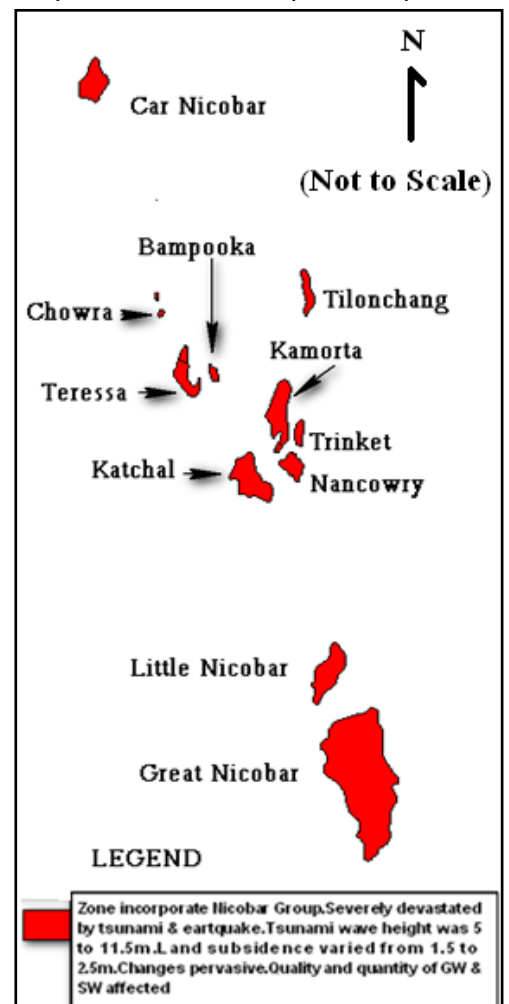 N
Car Nicobar
(Not to Scale)
Bampooka
Chowra
Tilonchang
Kamorta
Teressa
Trinket
Katchal
Nancowry
Little Nicobar
Great Nicobar
LEGEND
Zone incorporate Nicobar Group.Severely devastated
by tsunami & eartquake.Tsunami wave height was 5
to 11.5m.Land subsidence varied from 1.5 to
2.5m.Changes pervasive.Quality and quantity of GW &
SW affected